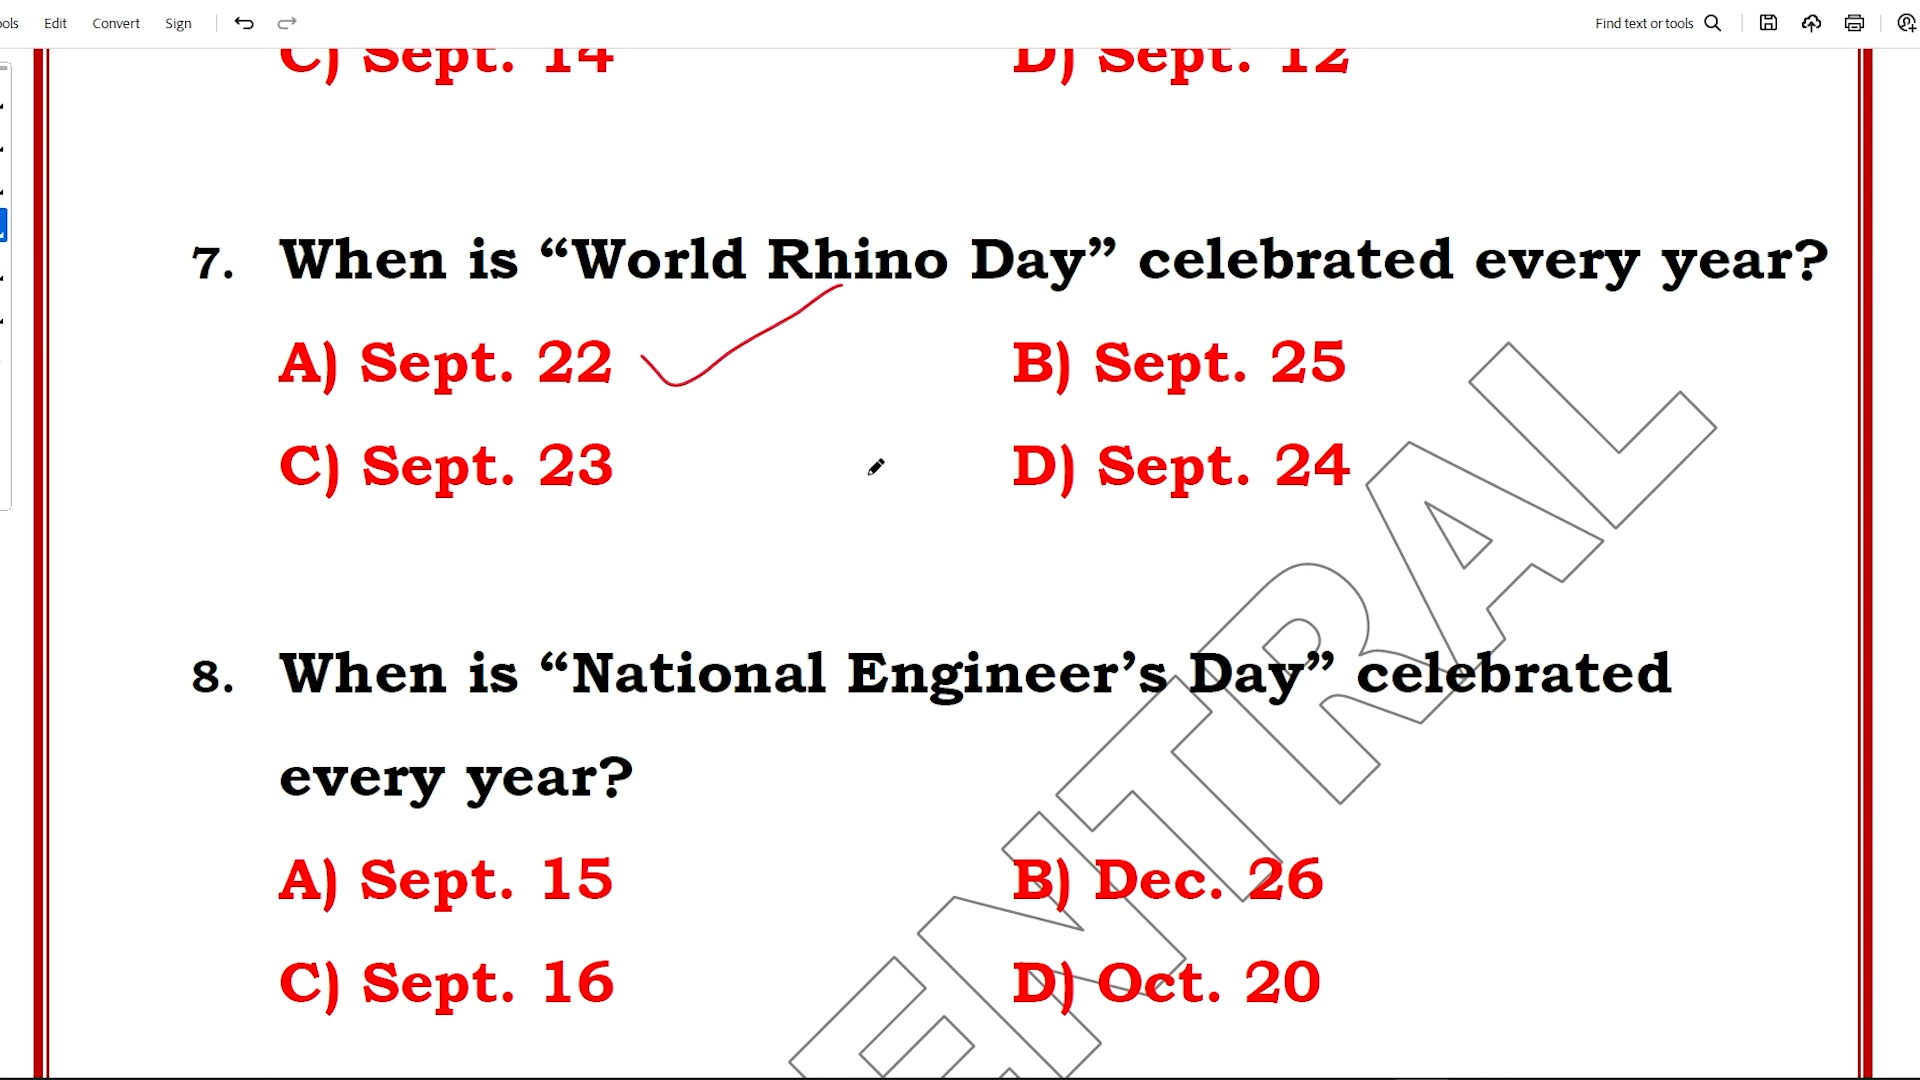 ols Edit Convert Sign Find text or tools
C) Sept. 14 D) Sept. 12
7. When is “World Rhino Day” celebrated every year?
A) Sept. 22 B) Sept. 25
C) Sept. 23 D) Sept. 24
8. When is “National Engineer’s Day” celebrated
every year?
A) Sept. 15 B) Dec. 26
C) Sept. 16 D) Oct. 20
ENTRAL